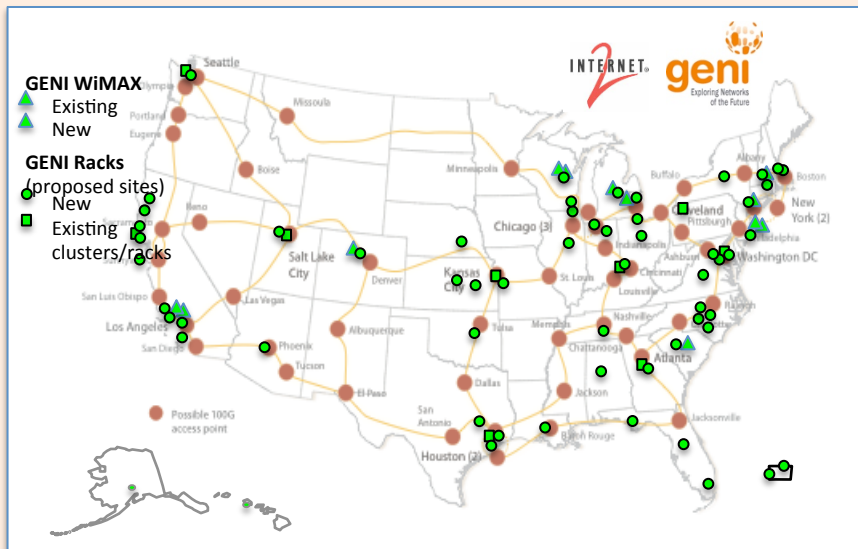 Seattle
INTERNET®
2
geni
Exploring Networks
of the Future
GENI WiMAX
Existing
New
Olympia
Portland
Eugene
Missoula
Minneapolis
Buffalo
Albany
Boston
GENI Racks
(proposed sites)
New
Existing
clusters/racks
Boise
Reno
Chicago (3)
Cleveland
Pittsburgh
New
York (2)
Salt Lake
City
Denver
Kansas
City
Indianapolis
Cincinnati
St. Louis
Louisville
Ashburn
Washington DC
San Luis Obispo
Las Vegas
Los Angeles
San Diego
Phoenix
Tucson
Albuquerque
Tulsa
Memphis
Nashville
Chattanooga
Raleigh
Atlanta
Dallas
Jackson
El Paso
Possible 100G
access point
San
Antonio
Houston (2)
Baton Rouge
Jacksonville